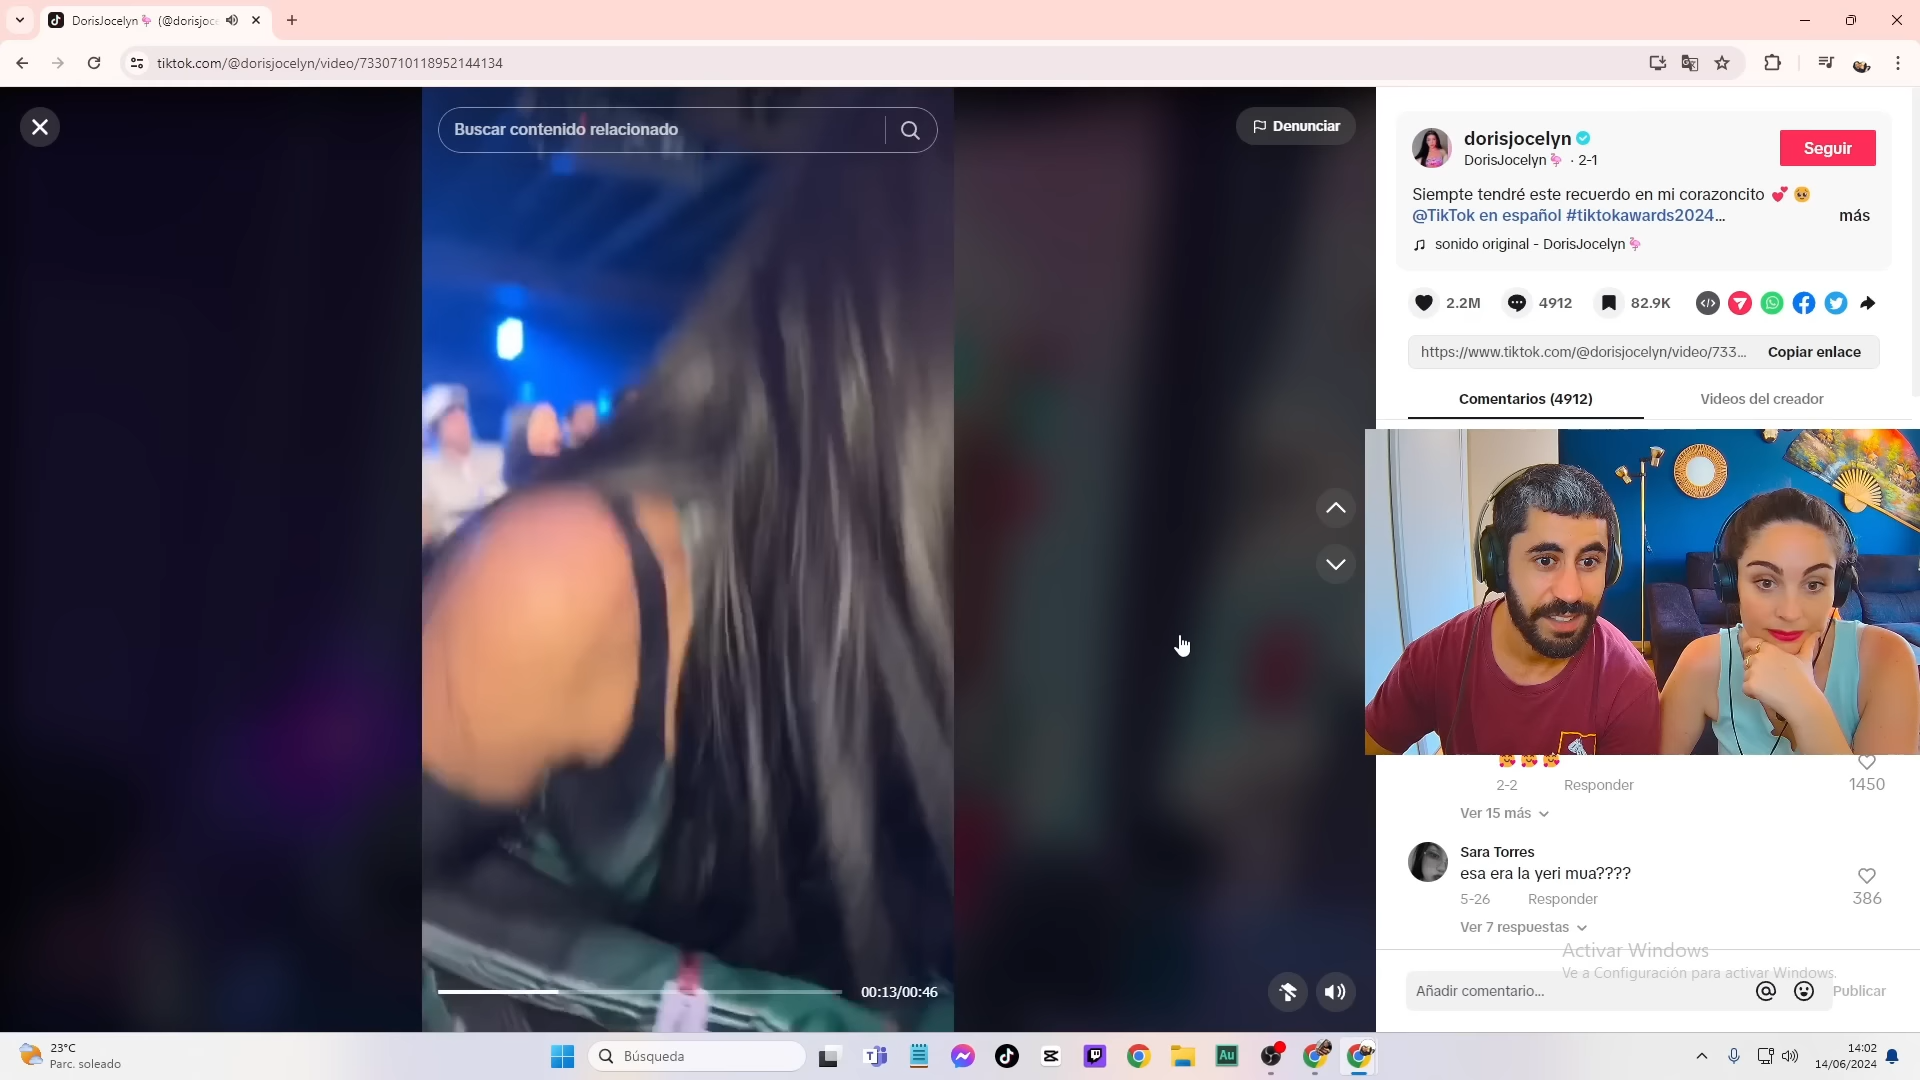 DorisJocelyn🦩 (@dorisjoce
tiktok.com/@dorisjocelyn/video/7330710118952144134
Buscar contenido relacionado
Denunciar
dorisjocelyn
DorisJocelyn🦩 · 2-1
Seguir
Siempte tendré este recuerdo en mi corazoncito 💕 🥹
@TikTok en español #tiktokawards2024...
más
sonido original - DorisJocelyn🦩
2.2M
4912
82.9K
https://www.tiktok.com/@dorisjocelyn/video/733...
Copiar enlace
Comentarios (4912)
Videos del creador
🥰🥰🥰
2-2
Responder
1450
Ver 15 más
Sara Torres
esa era la yeri mua????
5-26
Responder
386
Ver 7 respuestas
Activar Windows
Ve a Configuración para activar Windows.
Añadir comentario...
Publicar
00:13/00:46
23°C
Parc. soleado
Búsqueda
Au
14:02
14/06/2024